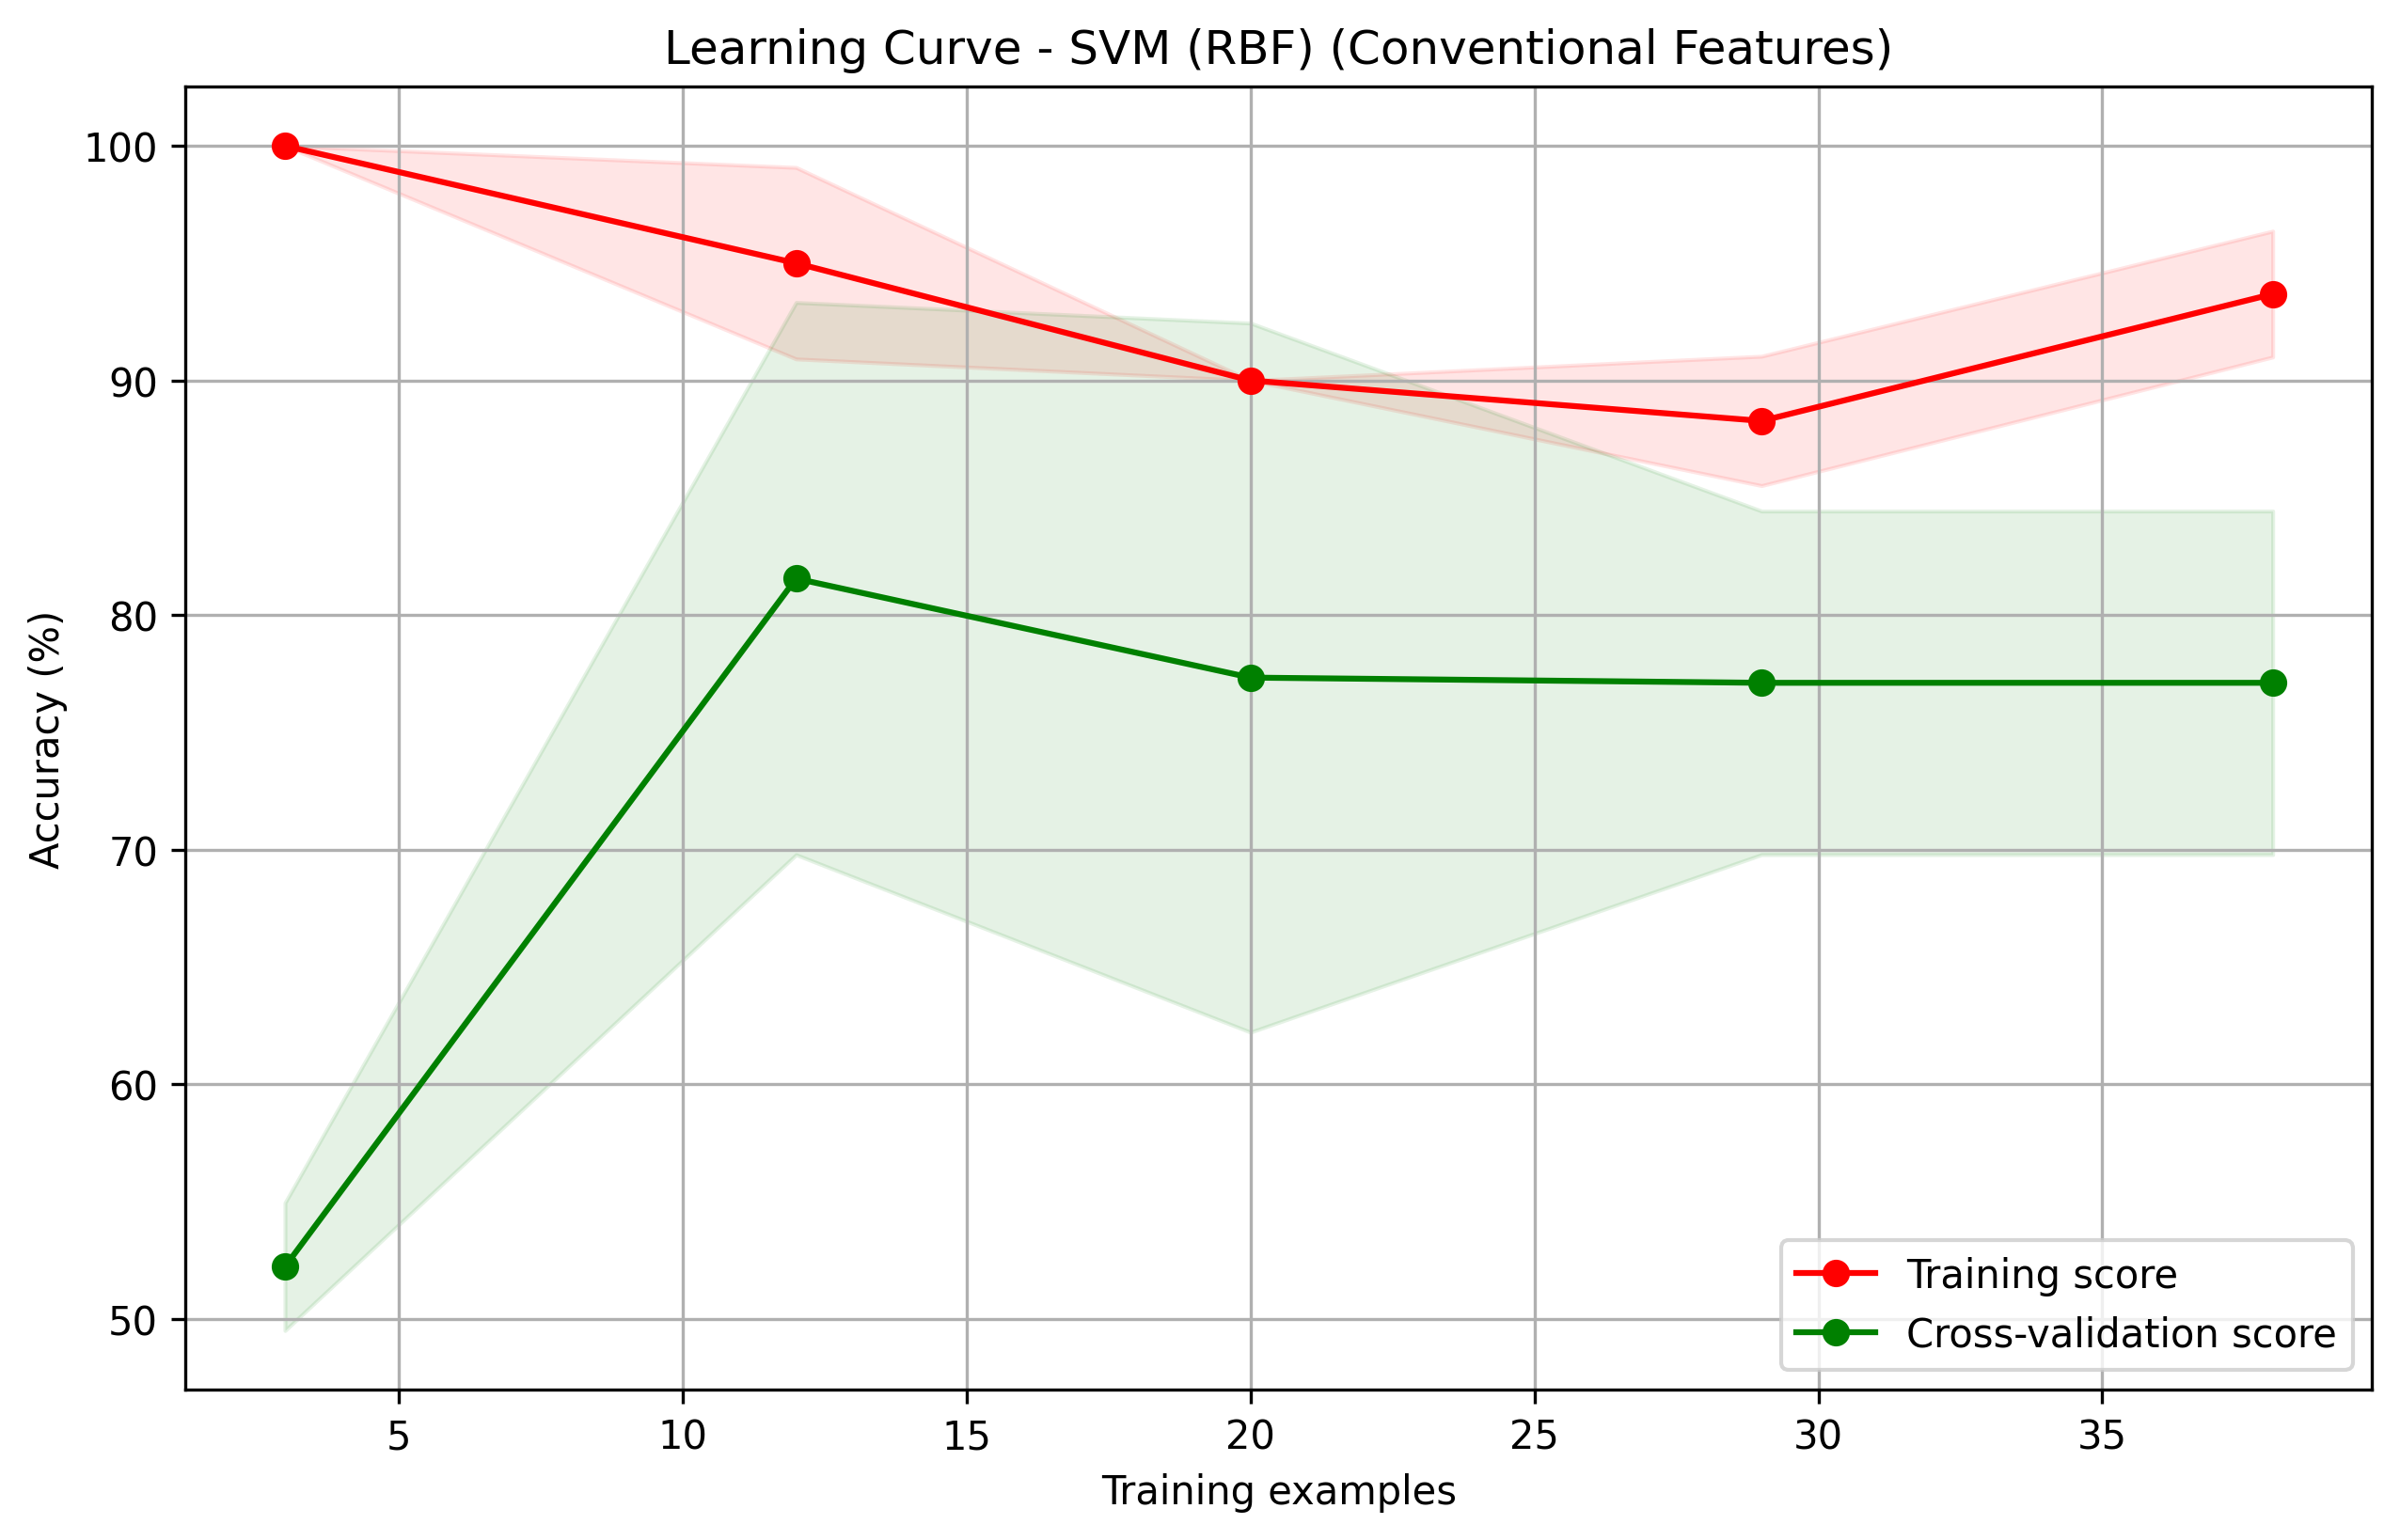 Learning Curve - SVM (RBF) (Conventional Features)
100
90
80
70
60
50
Accuracy (%)
5 10 15 20 25 30 35
Training examples
Training score
Cross-validation score